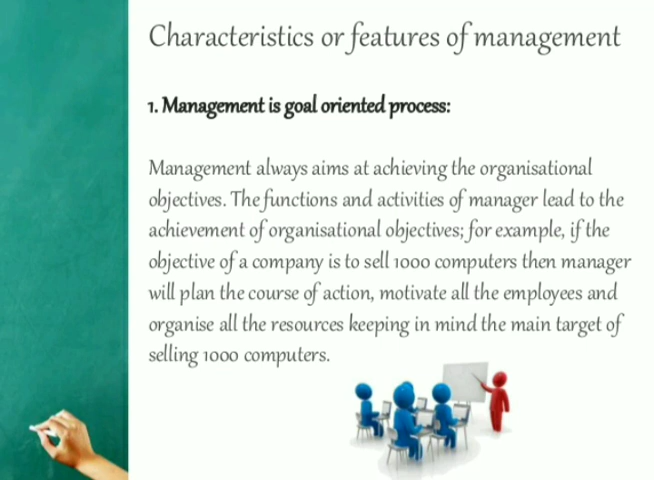 Characteristics or features of management
1. Management is goal oriented process:
Management always aims at achieving the organisational
objectives. The functions and activities of manager lead to the
achievement of organisational objectives; for example, if the
objective of a company is to sell 1000 computers then manager
will plan the course of action, motivate all the employees and
organise all the resources keeping in mind the main target of
selling 1000 computers.